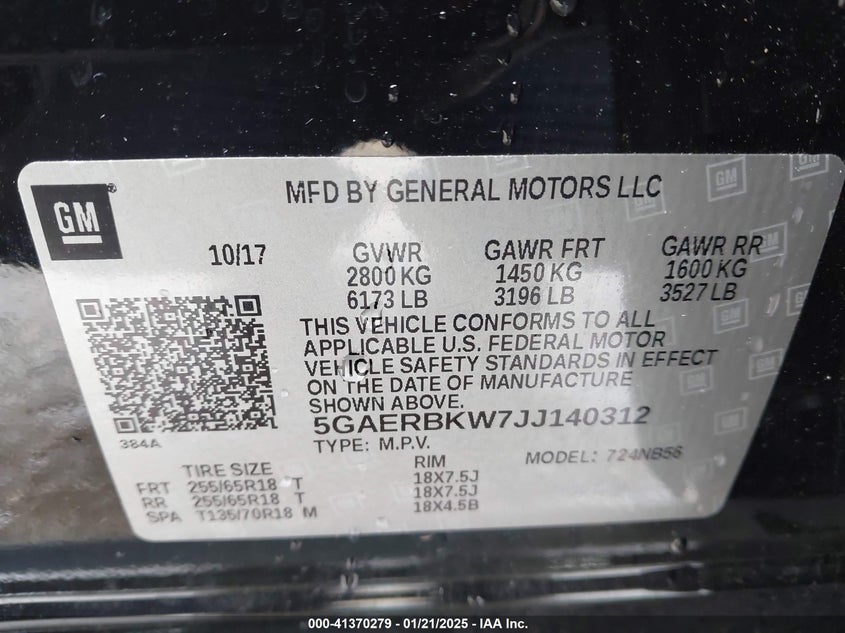 GM
MFD BY GENERAL MOTORS LLC
10/17 GVWR GAWR FRT GAWR RR
2800 KG 1450 KG 1600 KG
6173 LB 3196 LB 3527 LB
THIS VEHICLE CONFORMS TO ALL
APPLICABLE U.S. FEDERAL MOTOR
VEHICLE SAFETY STANDARDS IN EFFECT
ON THE DATE OF MANUFACTURE
SHOWN ABOVE.
5GAERBKW7JJ140312
384A
TYPE: M.P.V. MODEL: 724NB56
TIRE SIZE RIM
FRT 255/65R18 T 18X7.5J
RR 255/65R18 T 18X7.5J
SPA T135/70R18 M 18X4.5B
000-41370279 - 01/21/2025 - IAA Inc.